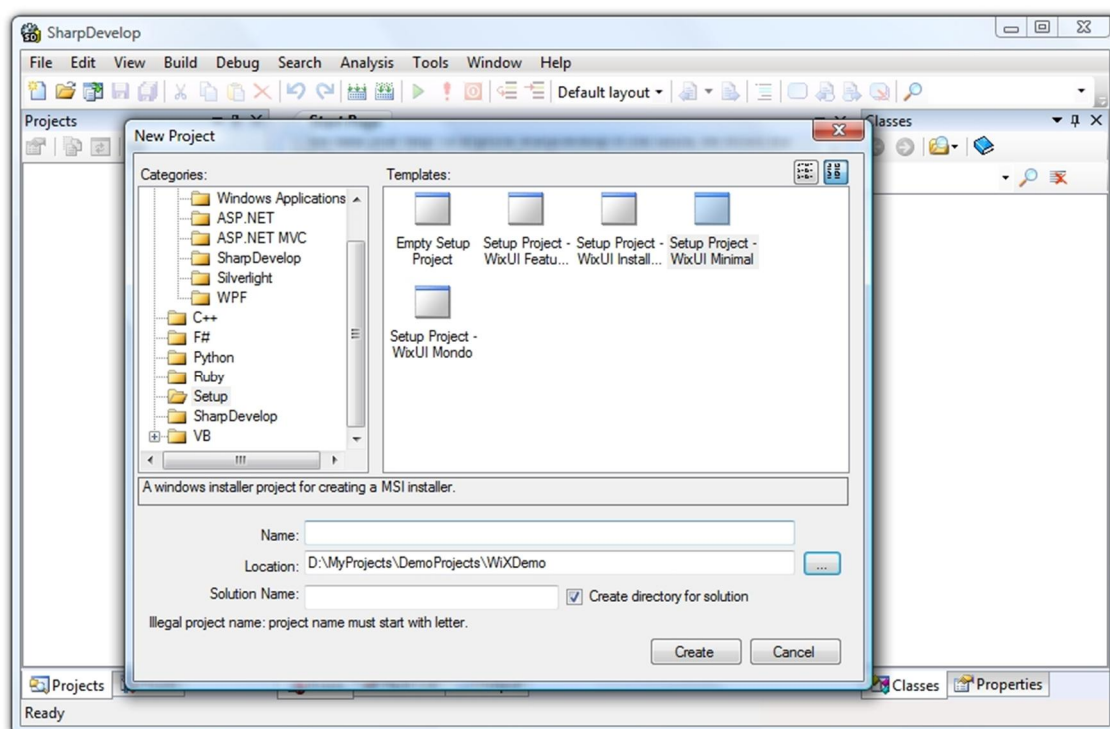 SharpDevelop
File Edit View Build Debug Search Analysis Tools Window Help
Default layout
Projects
Classes
New Project
Categories:
Templates:
Windows Applications
ASP.NET
ASP.NET MVC
SharpDevelop
Silverlight
WPF
C++
F#
Python
Ruby
Setup
SharpDevelop
VB
Empty Setup
Project
Setup Project -
WixUI Featu...
Setup Project -
WixUI Install...
Setup Project -
WixUI Minimal
Setup Project -
WixUI Mondo
A windows installer project for creating a MSI installer.
Name:
Location: D:\MyProjects\DemoProjects\WiXDemo
...
Solution Name:
Create directory for solution
Illegal project name: project name must start with letter.
Create Cancel
Projects
Classes Properties
Ready